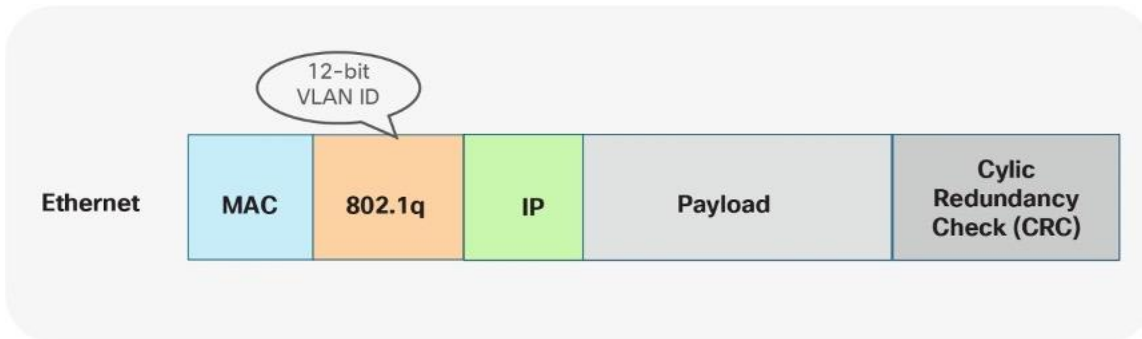 12-bit
VLAN ID
Ethernet
MAC
802.1q
IP
Payload
Cylic
Redundancy
Check (CRC)